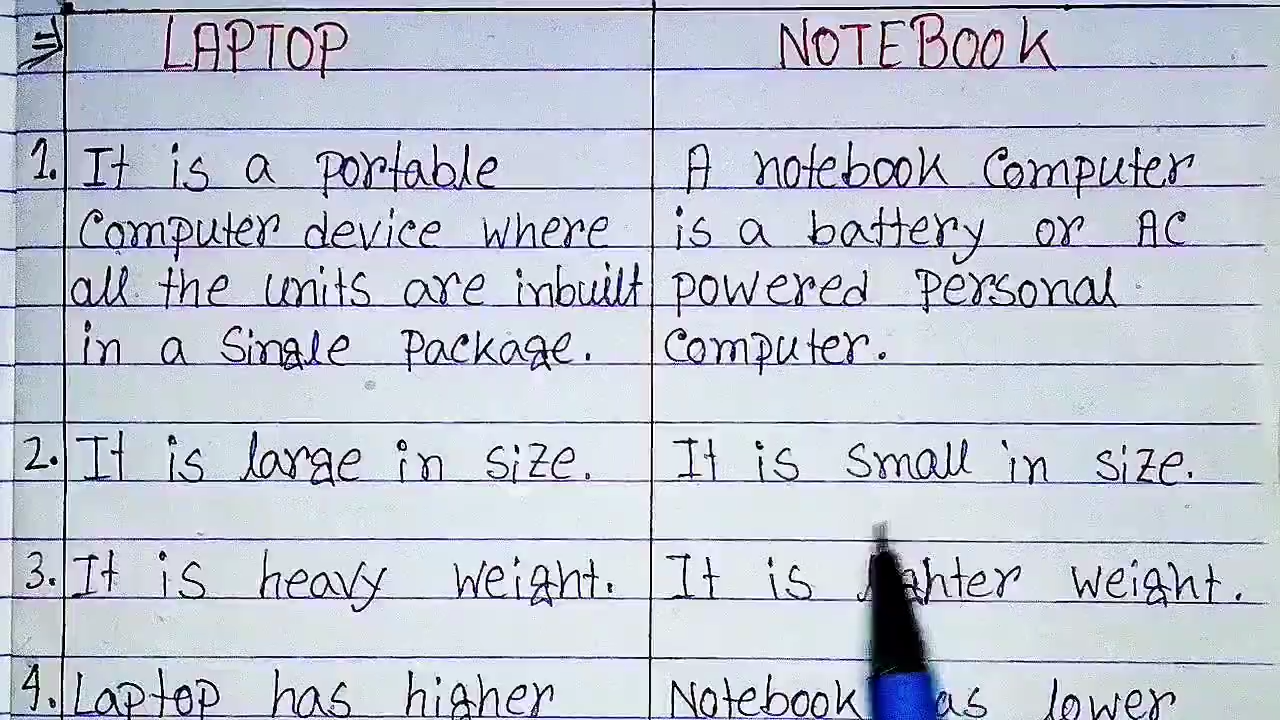 ⇒ LAPTOP NOTEBOOK
1. It is a portable A notebook Computer
Computer device where is a battery or AC
all the units are inbuilt powered Personal
in a Single Package. Computer.
2. It is large in size. It is Small in size.
3. It is heavy weight. It is weight.
4. Laptop has higher Notebook lower